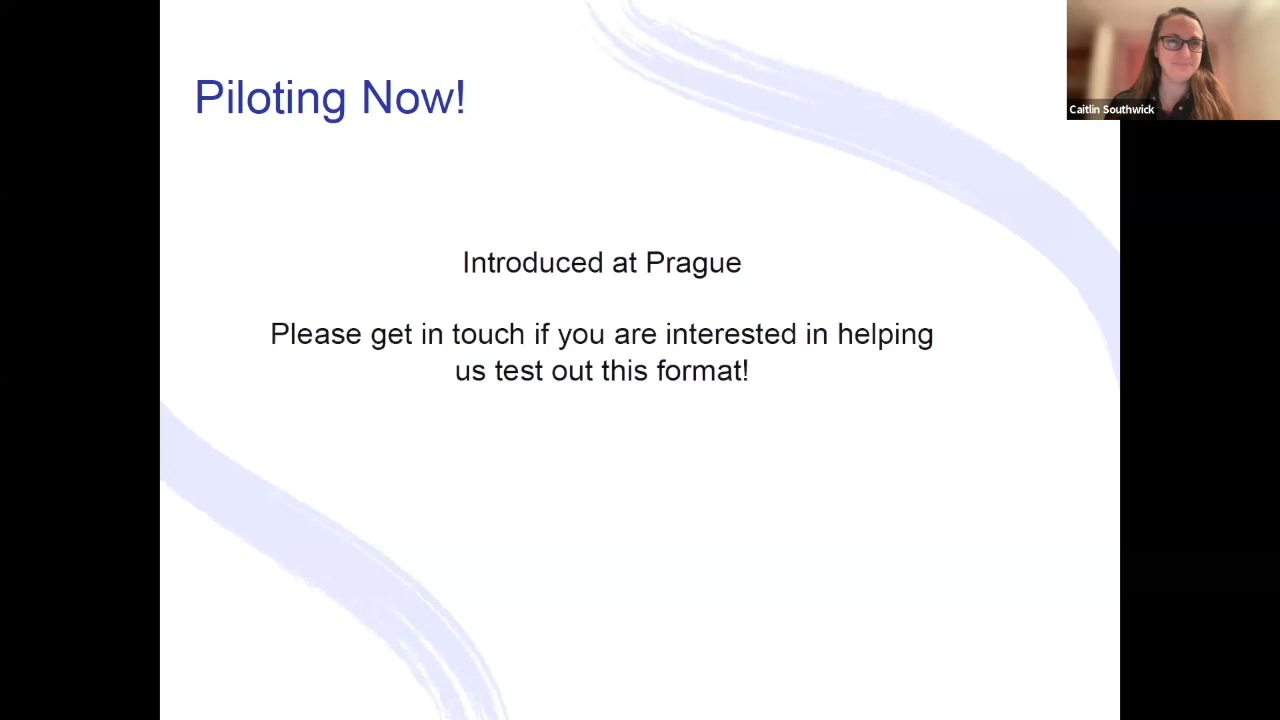 Piloting Now!
Caitlin Southwick
Introduced at Prague
Please get in touch if you are interested in helping
us test out this format!